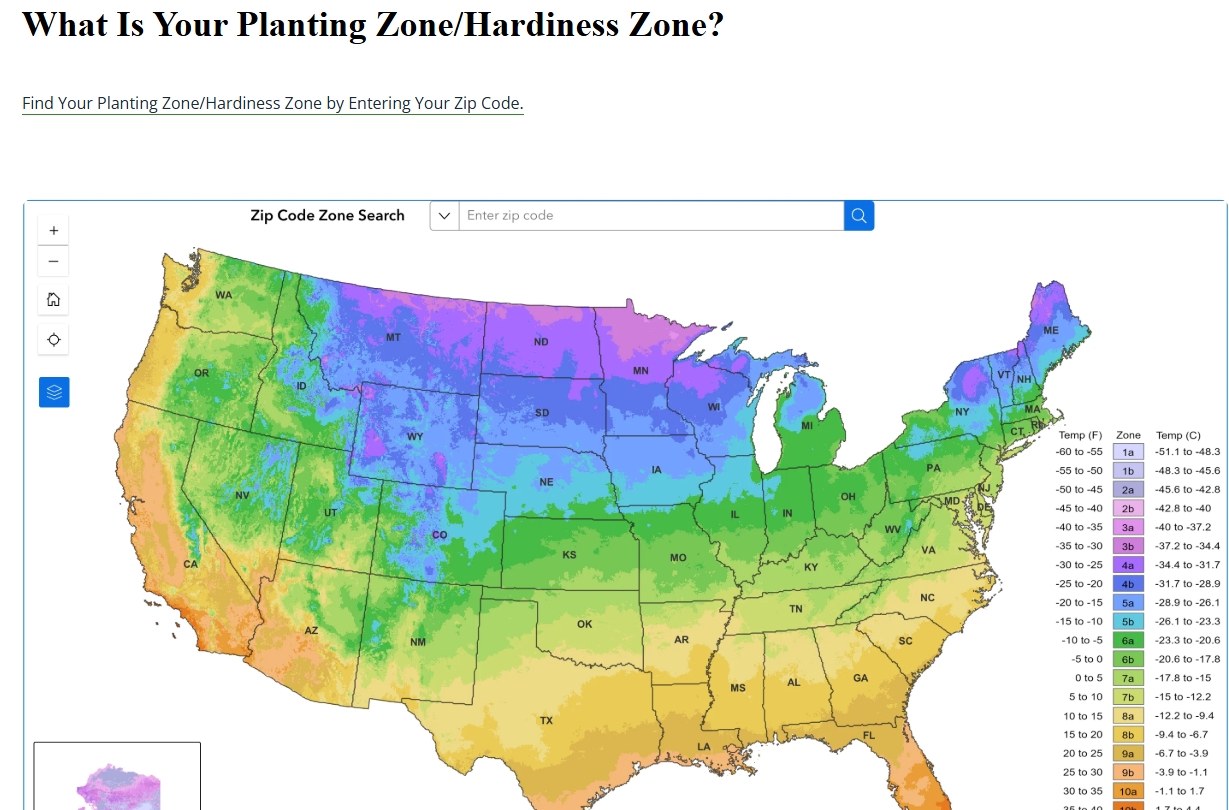 What Is Your Planting Zone/Hardiness Zone?
Find Your Planting Zone/Hardiness Zone by Entering Your Zip Code.
Zip Code Zone Search
Enter zip code
+
−
WA
MT
ND
MN
ME
OR
ID
SD
WI
VT
NH
WY
MI
NY
MA
CT
RI
NV
UT
NE
IA
PA
NJ
CO
IL
IN
OH
MD
DE
WV
CA
KS
MO
VA
KY
AZ
NM
OK
TN
NC
AR
SC
TX
MS
AL
GA
LA
FL
Temp (F) Zone Temp (C)
-60 to -55 1a -51.1 to -48.3
-55 to -50 1b -48.3 to -45.6
-50 to -45 2a -45.6 to -42.8
-45 to -40 2b -42.8 to -40
-40 to -35 3a -40 to -37.2
-35 to -30 3b -37.2 to -34.4
-30 to -25 4a -34.4 to -31.7
-25 to -20 4b -31.7 to -28.9
-20 to -15 5a -28.9 to -26.1
-15 to -10 5b -26.1 to -23.3
-10 to -5 6a -23.3 to -20.6
-5 to 0 6b -20.6 to -17.8
0 to 5 7a -17.8 to -15
5 to 10 7b -15 to -12.2
10 to 15 8a -12.2 to -9.4
15 to 20 8b -9.4 to -6.7
20 to 25 9a -6.7 to -3.9
25 to 30 9b -3.9 to -1.1
30 to 35 10a -1.1 to 1.7
35 to 40 10b 1.7 to 4.4